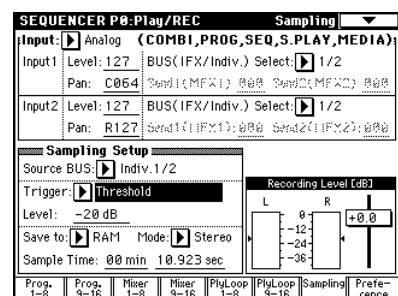 SEQUENCER P0:Play/REC Sampling
Input: Analog (COMBI,PROG,SEQ,S.PLAY,MEDIA)
Input1 Level: 127 BUS(IFX/Indiv.) Select: 1/2
Pan: C064 Send1(MFX1) 000 Send2(MFX2) 000
Input2 Level: 127 BUS(IFX/Indiv.) Select: 1/2
Pan: R127 Send1(MFX1): 000 Send2(MFX2): 000
Sampling Setup
Source BUS: Indiv.1/2
Trigger: Threshold
Level: -20 dB
Save to: RAM Mode: Stereo
Sample Time: 00 min 10.923 sec
Recording Level [dB]
L R
0
-12
-24
-36
+0.0
Prog. 1-8 Prog. 9-16 Mixer 1-8 Mixer 9-16 PlyLoop 1-8 PlyLoop 9-16 Sampling Prefe-rence